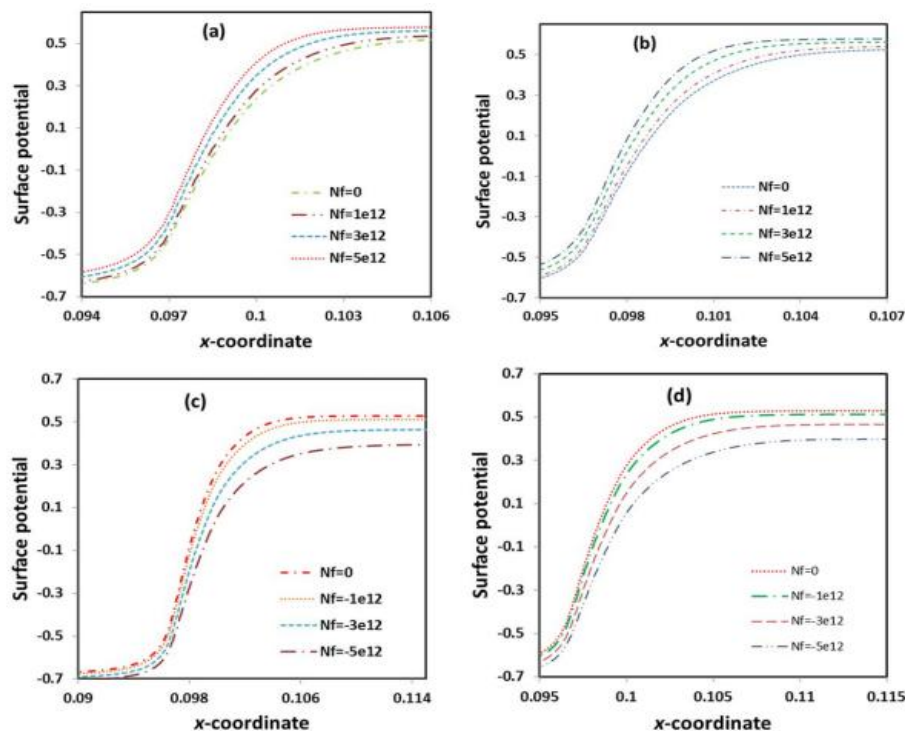 (a)
0.5
0.3
0.1
-0.1
-0.3
-0.5
-0.7
Surface potential
Nf=0
Nf=1e12
Nf=3e12
Nf=5e12
0.094 0.097 0.1 0.103 0.106
x-coordinate
(b)
0.5
0.3
0.1
-0.1
-0.3
-0.5
-0.7
Surface potential
Nf=0
Nf=1e12
Nf=3e12
Nf=5e12
0.095 0.098 0.101 0.104 0.107
x-coordinate
(c)
0.7
0.5
0.3
0.1
-0.1
-0.3
-0.5
-0.7
Surface potential
Nf=0
Nf=-1e12
Nf=-3e12
Nf=-5e12
0.09 0.098 0.106 0.114
x-coordinate
(d)
0.7
0.5
0.3
0.1
-0.1
-0.3
-0.5
-0.7
Surface potential
Nf=0
Nf=-1e12
Nf=-3e12
Nf=-5e12
0.095 0.1 0.105 0.11 0.115
x-coordinate